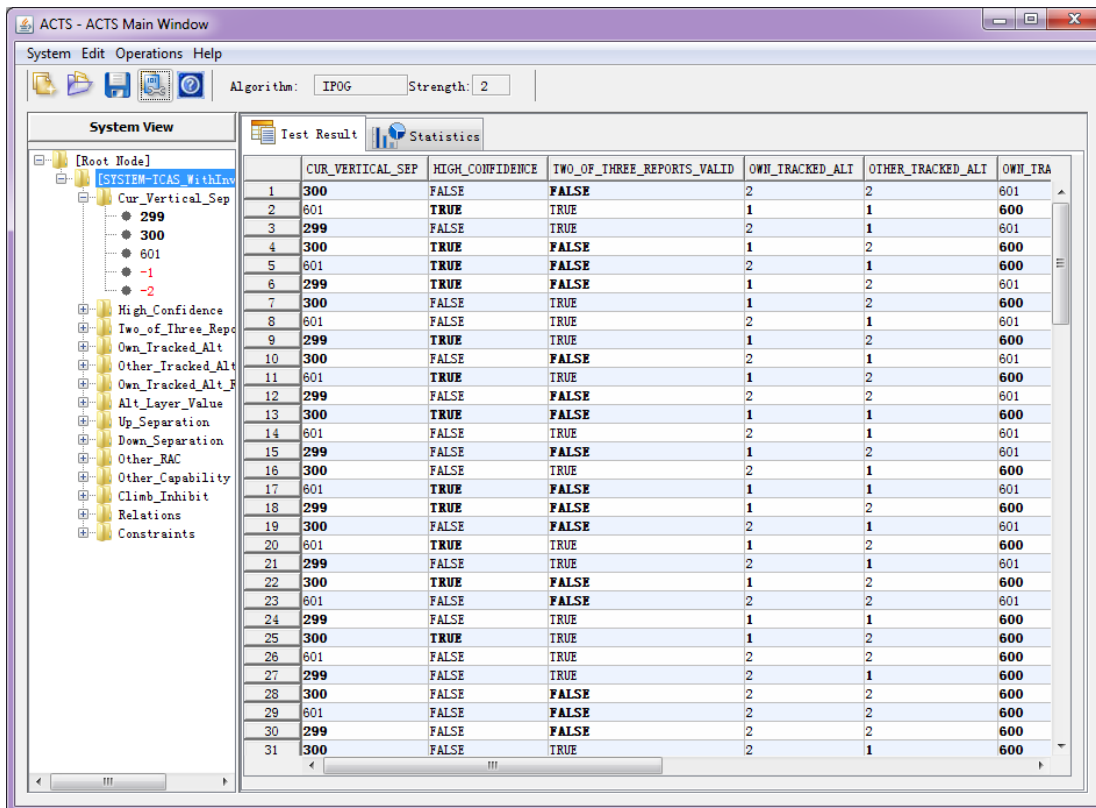 ACTS - ACTS Main Window
System Edit Operations Help
Algorithm: IPOG Strength: 2
System View
Test Result Statistics
[Root Node]
[SYSTEM-TCAS_WithInv
Cur_Vertical_Sep
299
300
601
-1
-2
High_Confidence
Two_of_Three_Repo
Own_Tracked_Alt
Other_Tracked_Alt
Own_Tracked_Alt_R
Alt_Layer_Value
Up_Separation
Down_Separation
Other_RAC
Other_Capability
Climb_Inhibit
Relations
Constraints
CUR_VERTICAL_SEP HIGH_CONFIDENCE TWO_OF_THREE_REPORTS_VALID OWN_TRACKED_ALT OTHER_TRACKED_ALT OWN_TRA
1 300 FALSE FALSE 2 2 601
2 601 TRUE TRUE 1 1 600
3 299 FALSE TRUE 2 1 601
4 300 TRUE FALSE 1 2 600
5 601 TRUE FALSE 2 1 600
6 299 TRUE FALSE 1 2 601
7 300 FALSE TRUE 1 2 600
8 601 FALSE TRUE 2 1 601
9 299 TRUE TRUE 1 2 600
10 300 FALSE FALSE 2 1 601
11 601 TRUE TRUE 1 2 600
12 299 FALSE FALSE 2 2 601
13 300 TRUE FALSE 1 1 600
14 601 FALSE TRUE 2 1 601
15 299 FALSE FALSE 1 2 601
16 300 FALSE TRUE 2 1 600
17 601 TRUE FALSE 1 1 601
18 299 TRUE FALSE 1 2 600
19 300 FALSE FALSE 2 1 601
20 601 TRUE TRUE 1 2 600
21 299 FALSE TRUE 2 1 601
22 300 TRUE FALSE 1 2 600
23 601 FALSE FALSE 2 2 601
24 299 FALSE TRUE 1 1 600
25 300 TRUE TRUE 1 2 600
26 601 FALSE TRUE 2 2 600
27 299 FALSE TRUE 2 1 600
28 300 FALSE FALSE 2 2 600
29 601 FALSE FALSE 2 2 600
30 299 FALSE FALSE 2 2 600
31 300 FALSE TRUE 2 1 600